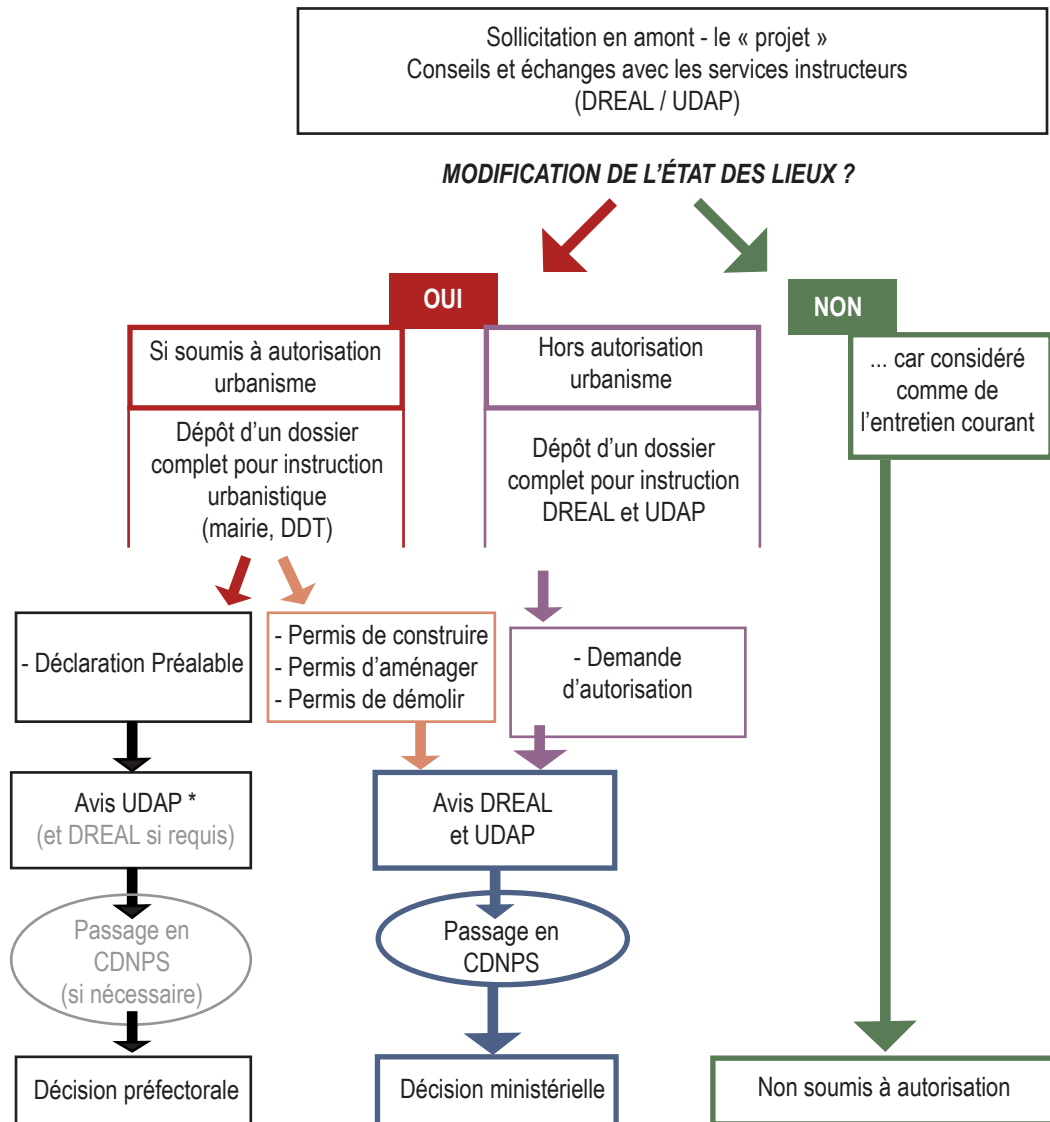 Sollicitation en amont - le « projet »
Conseils et échanges avec les services instructeurs
(DREAL / UDAP)
MODIFICATION DE L’ÉTAT DES LIEUX ?
OUI
NON
Si soumis à autorisation
urbanisme
Hors autorisation
urbanisme
... car considéré
comme de
l’entretien courant
Dépôt d’un dossier
complet pour instruction
urbanistique
(mairie, DDT)
Dépôt d’un dossier
complet pour instruction
DREAL et UDAP
- Déclaration Préalable
- Permis de construire
- Permis d’aménager
- Permis de démolir
- Demande
d’autorisation
Avis UDAP *
(et DREAL si requis)
Avis DREAL
et UDAP
Passage en
CDNPS
(si nécessaire)
Passage en
CDNPS
Décision préfectorale
Décision ministérielle
Non soumis à autorisation